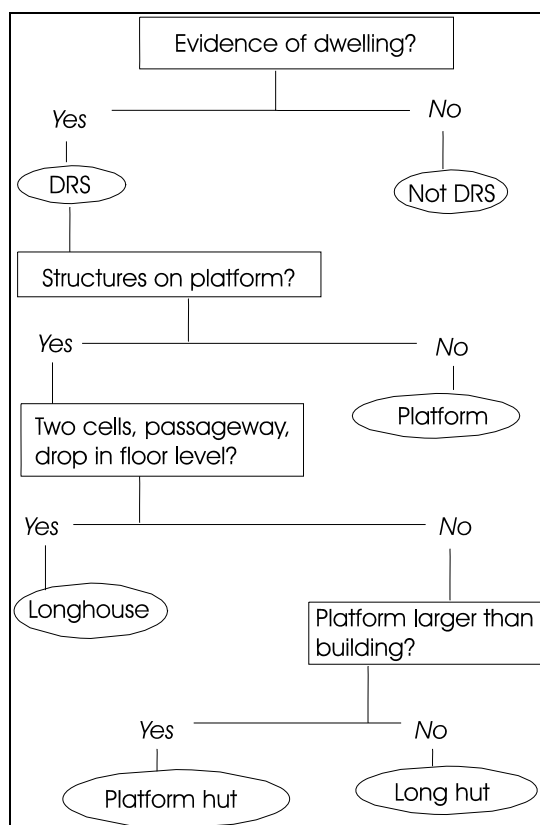 Evidence of dwelling?
Yes
No
DRS
Not DRS
Structures on platform?
Yes
No
Platform
Two cells, passageway,
drop in floor level?
Yes
No
Longhouse
Platform larger than
building?
Yes
No
Platform hut
Long hut